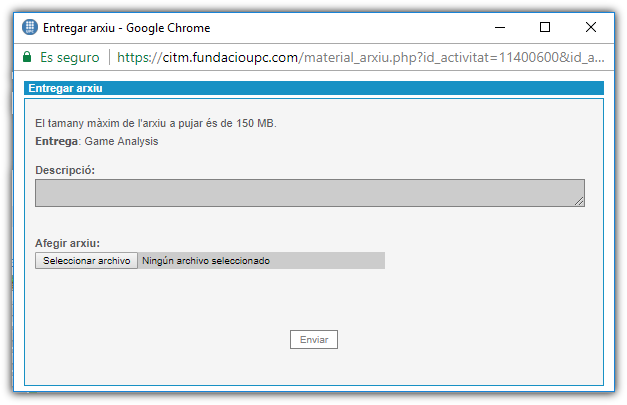 Entregar arxiu - Google Chrome
Es seguro | https://citm.fundacioupc.com/material_arxiu.php?id_activitat=11400600&id_a...
Entregar arxiu
El tamany màxim de l'arxiu a pujar és de 150 MB.
Entrega: Game Analysis
Descripció:
Afegir arxiu:
Seleccionar archivo Ningún archivo seleccionado
Enviar